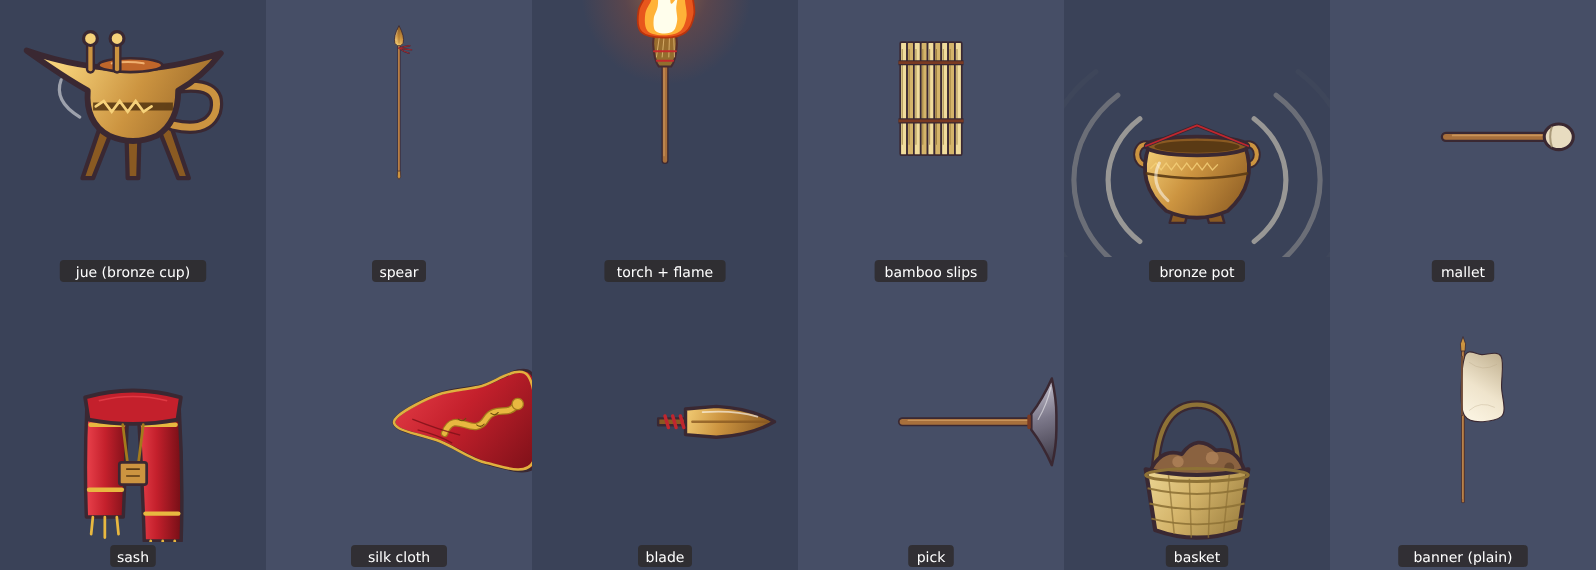 jue (bronze cup)
spear
torch + flame
bamboo slips
bronze pot
mallet
sash
silk cloth
blade
pick
basket
banner (plain)